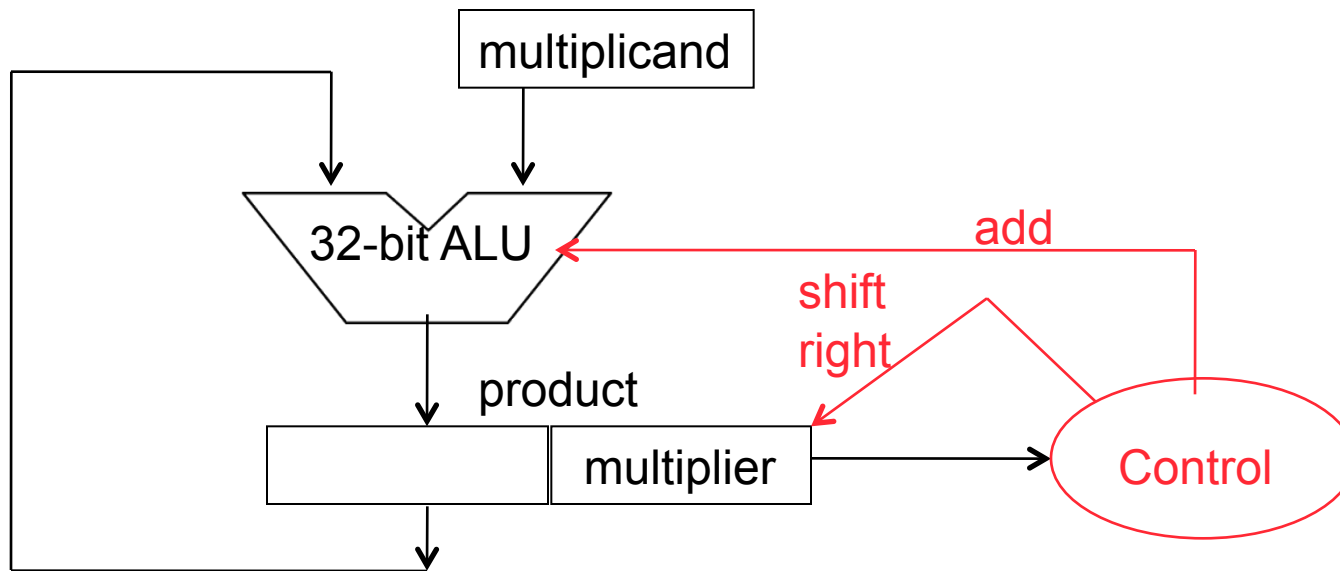 multiplicand
32-bit ALU
add
shift
right
product
multiplier
Control